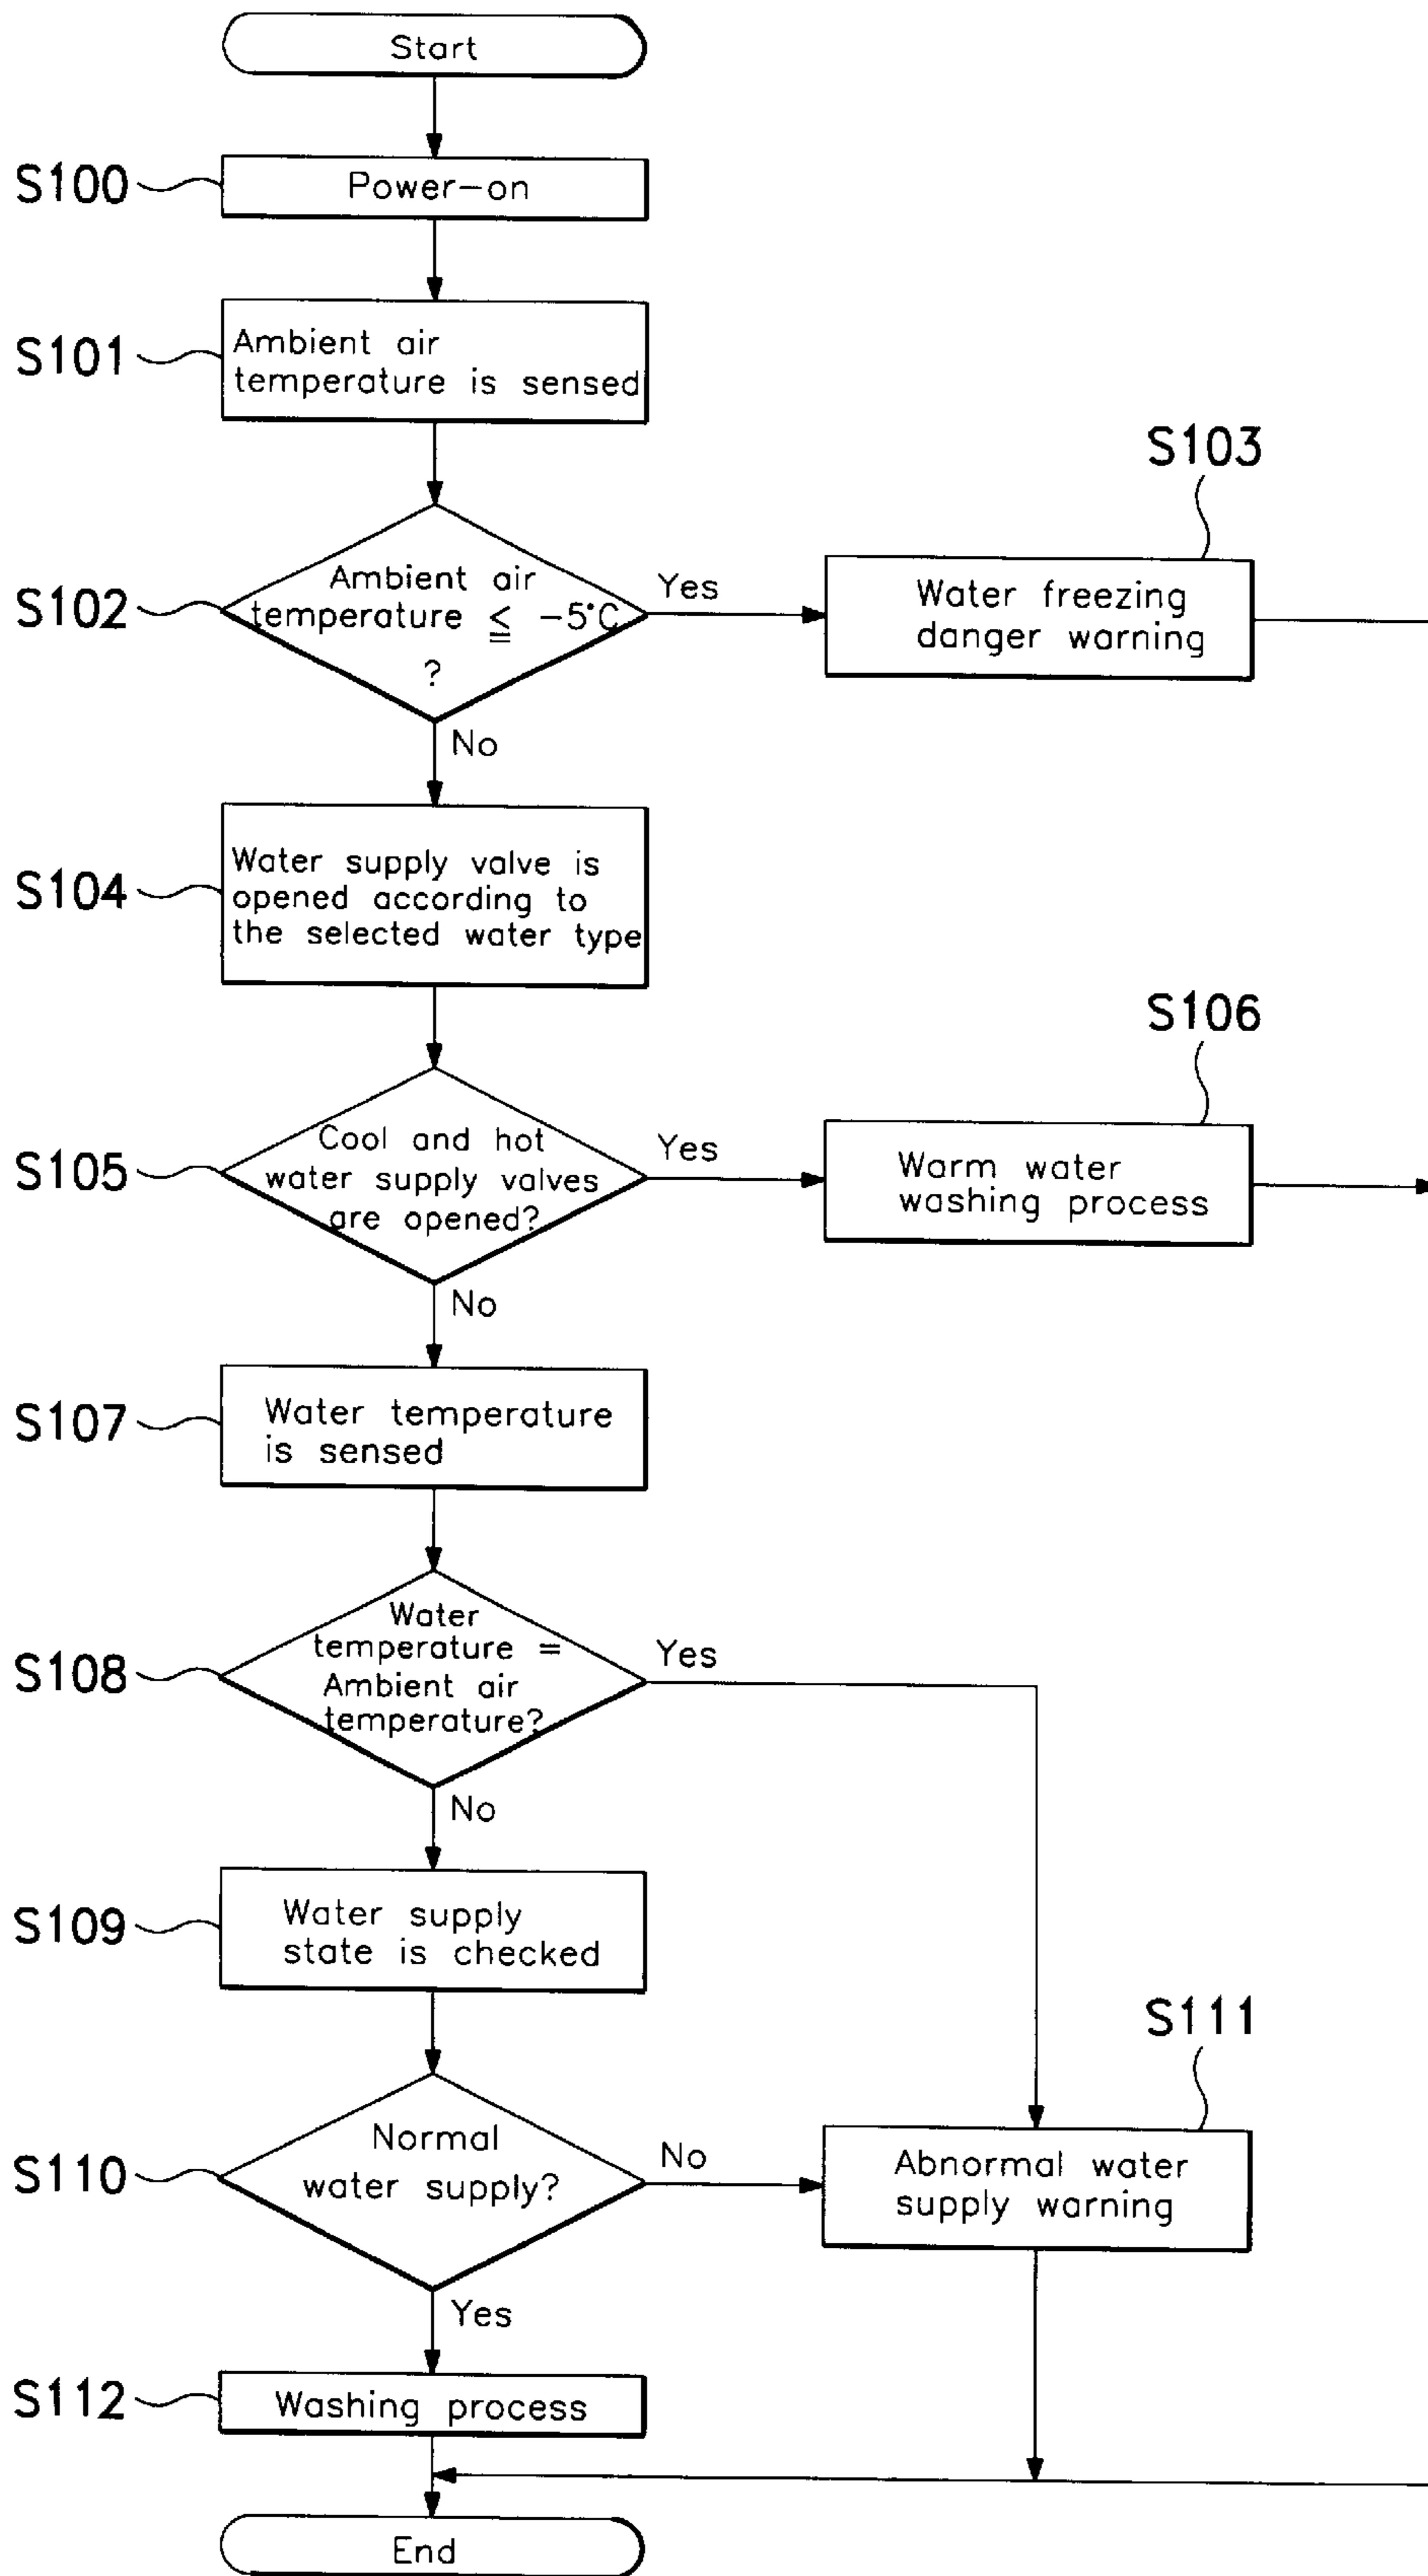 Start
S100
Power-on
S101
Ambient air
temperature is sensed
S103
S102
Ambient air
temperature ≦ -5°C
?
Yes
Water freezing
danger warning
No
S104
Water supply valve is
opened according to
the selected water type
S106
S105
Cool and hot
water supply valves
are opened?
Yes
Warm water
washing process
No
S107
Water temperature
is sensed
S108
Water
temperature =
Ambient air
temperature?
Yes
No
S109
Water supply
state is checked
S111
S110
Normal
water supply?
No
Abnormal water
supply warning
Yes
S112
Washing process
End